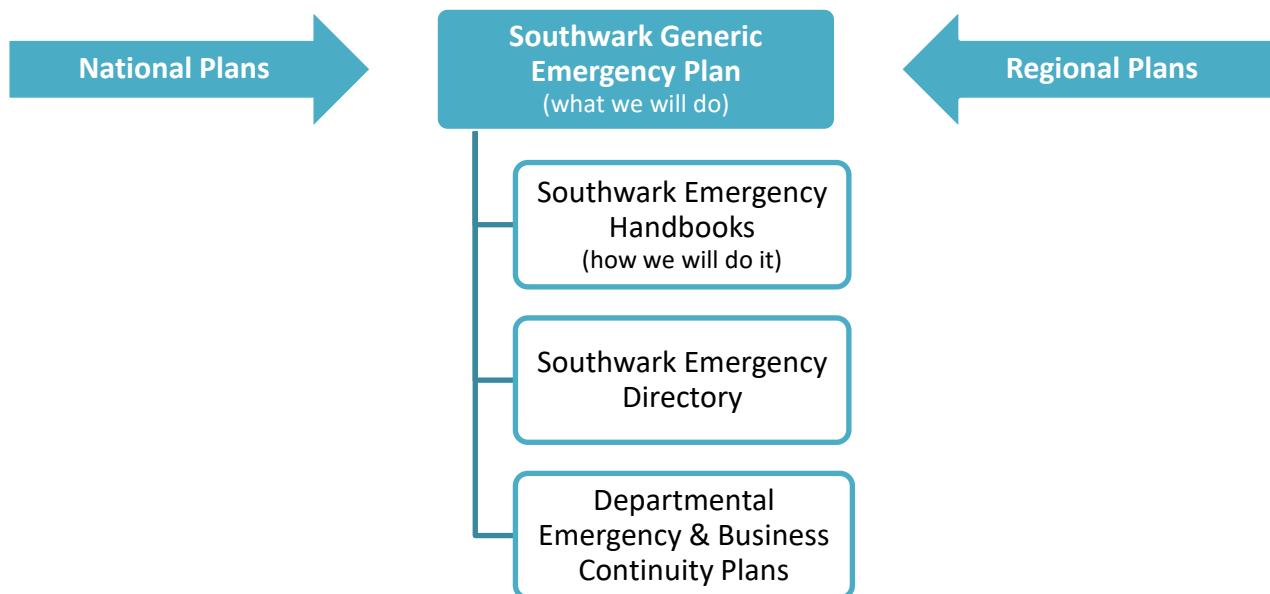 National Plans
Southwark Generic
Emergency Plan
(what we will do)
Regional Plans
Southwark Emergency
Handbooks
(how we will do it)
Southwark Emergency
Directory
Departmental
Emergency & Business
Continuity Plans